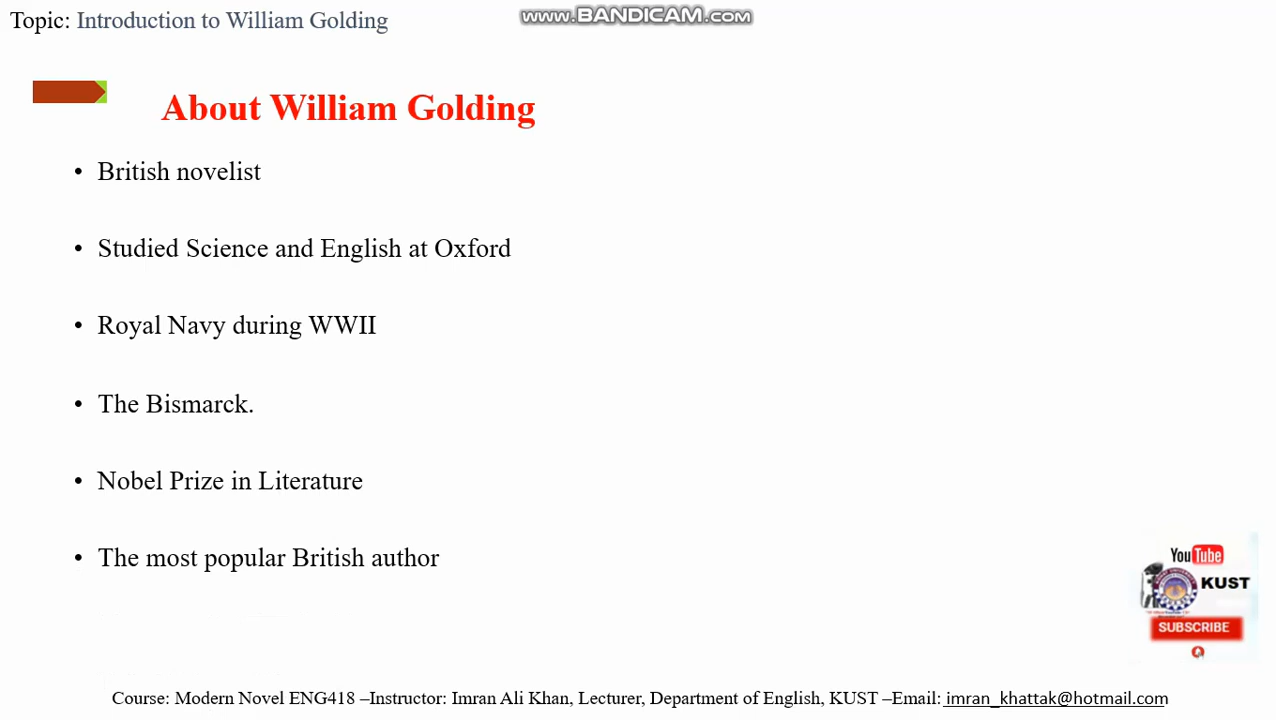 Topic: Introduction to William Golding
www.BANDICAM.com
About William Golding
• British novelist
• Studied Science and English at Oxford
• Royal Navy during WWII
• The Bismarck.
• Nobel Prize in Literature
• The most popular British author
YouTube
KUST
SUBSCRIBE
Course: Modern Novel ENG418 –Instructor: Imran Ali Khan, Lecturer, Department of English, KUST –Email: imran_khattak@hotmail.com